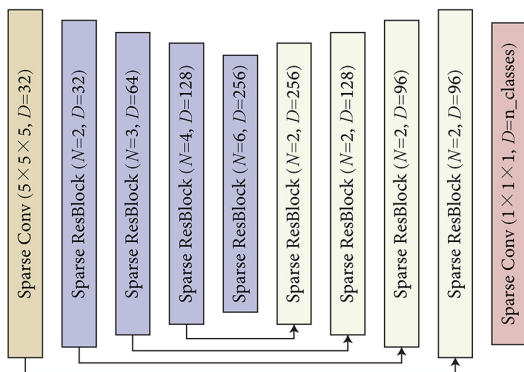 Sparse Conv (5×5×5, D=32)
Sparse ResBlock (N=2, D=32)
Sparse ResBlock (N=3, D=64)
Sparse ResBlock (N=4, D=128)
Sparse ResBlock (N=6, D=256)
Sparse ResBlock (N=2, D=256)
Sparse ResBlock (N=2, D=128)
Sparse ResBlock (N=2, D=96)
Sparse ResBlock (N=2, D=96)
Sparse Conv (1×1×1, D=n_classes)